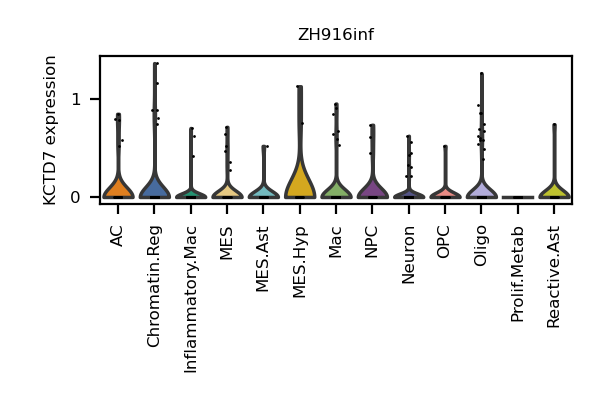 ZH916inf
KCTD7 expression
1
0
AC
Chromatin.Reg
Inflammatory.Mac
MES
MES.Ast
MES.Hyp
Mac
NPC
Neuron
OPC
Oligo
Prolif.Metab
Reactive.Ast